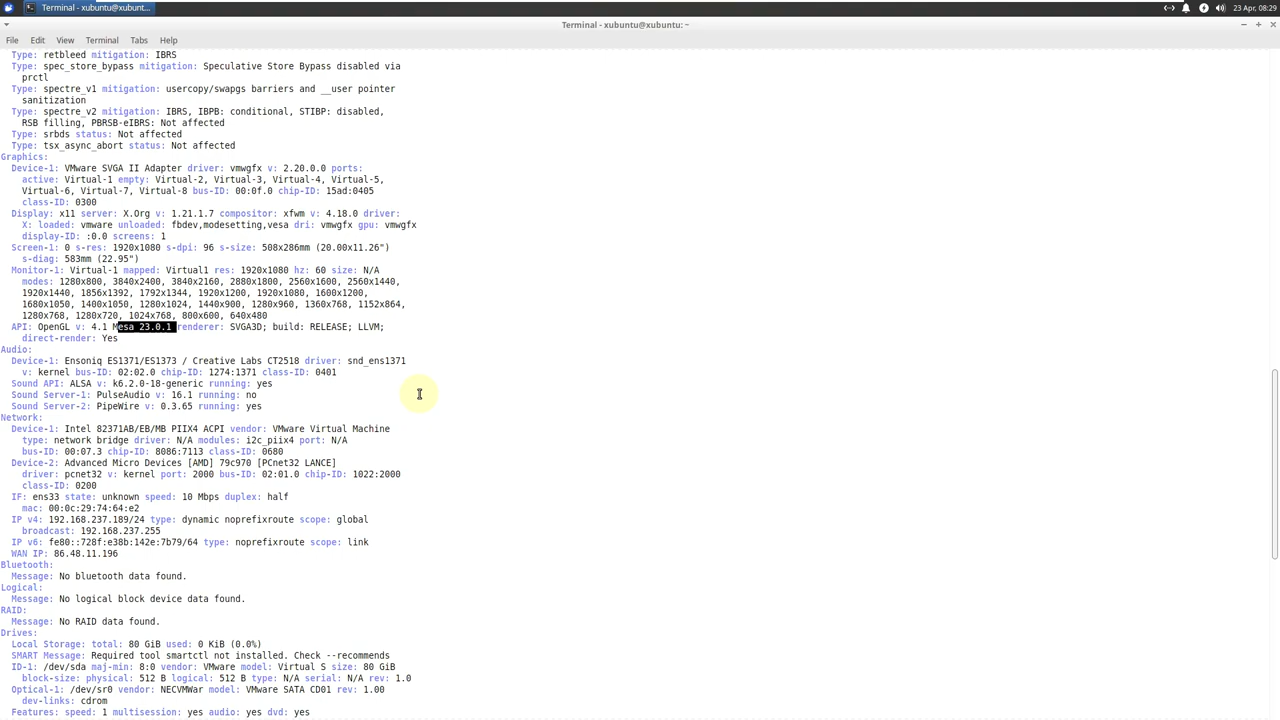 Terminal - xubuntu@xubunt...
23 Apr, 08:29
Terminal - xubuntu@xubuntu: ~
File Edit View Terminal Tabs Help
Type: retbleed mitigation: IBRS
Type: spec_store_bypass mitigation: Speculative Store Bypass disabled via
prctl
Type: spectre_v1 mitigation: usercopy/swapgs barriers and __user pointer
sanitization
Type: spectre_v2 mitigation: IBRS, IBPB: conditional, STIBP: disabled,
RSB filling, PBRSB-eIBRS: Not affected
Type: srbds status: Not affected
Type: tsx_async_abort status: Not affected
Graphics:
Device-1: VMware SVGA II Adapter driver: vmwgfx v: 2.20.0.0 ports:
active: Virtual-1 empty: Virtual-2, Virtual-3, Virtual-4, Virtual-5,
Virtual-6, Virtual-7, Virtual-8 bus-ID: 00:0f.0 chip-ID: 15ad:0405
class-ID: 0300
Display: x11 server: X.Org v: 1.21.1.7 compositor: xfwm v: 4.18.0 driver:
X: loaded: vmware unloaded: fbdev,modesetting,vesa dri: vmwgfx gpu: vmwgfx
display-ID: :0.0 screens: 1
Screen-1: 0 s-res: 1920x1080 s-dpi: 96 s-size: 508x286mm (20.00x11.26")
s-diag: 583mm (22.95")
Monitor-1: Virtual-1 mapped: Virtual1 res: 1920x1080 hz: 60 size: N/A
modes: 1280x800, 3840x2400, 3840x2160, 2880x1800, 2560x1600, 2560x1440,
1920x1440, 1856x1392, 1792x1344, 1920x1200, 1920x1080, 1600x1200,
1680x1050, 1400x1050, 1280x1024, 1440x900, 1280x960, 1360x768, 1152x864,
1280x768, 1280x720, 1024x768, 800x600, 640x480
API: OpenGL v: 4.1 Mesa 23.0.1 renderer: SVGA3D; build: RELEASE; LLVM;
direct-render: Yes
Audio:
Device-1: Ensoniq ES1371/ES1373 / Creative Labs CT2518 driver: snd_ens1371
v: kernel bus-ID: 02:02.0 chip-ID: 1274:1371 class-ID: 0401
Sound API: ALSA v: k6.2.0-18-generic running: yes
Sound Server-1: PulseAudio v: 16.1 running: no
Sound Server-2: PipeWire v: 0.3.65 running: yes
Network:
Device-1: Intel 82371AB/EB/MB PIIX4 ACPI vendor: VMware Virtual Machine
type: network bridge driver: N/A modules: i2c_piix4 port: N/A
bus-ID: 00:07.3 chip-ID: 8086:7113 class-ID: 0680
Device-2: Advanced Micro Devices [AMD] 79c970 [PCnet32 LANCE]
driver: pcnet32 v: kernel port: 2000 bus-ID: 02:01.0 chip-ID: 1022:2000
class-ID: 0200
IF: ens33 state: unknown speed: 10 Mbps duplex: half
mac: 00:0c:29:74:64:e2
IP v4: 192.168.237.189/24 type: dynamic noprefixroute scope: global
broadcast: 192.168.237.255
IP v6: fe80::728f:e38b:142e:7b79/64 type: noprefixroute scope: link
WAN IP: 86.48.11.196
Bluetooth:
Message: No bluetooth data found.
Logical:
Message: No logical block device data found.
RAID:
Message: No RAID data found.
Drives:
Local Storage: total: 80 GiB used: 0 KiB (0.0%)
SMART Message: Required tool smartctl not installed. Check --recommends
ID-1: /dev/sda maj-min: 8:0 vendor: VMware model: Virtual S size: 80 GiB
block-size: physical: 512 B logical: 512 B type: N/A serial: N/A rev: 1.0
Optical-1: /dev/sr0 vendor: NECVMWar model: VMware SATA CD01 rev: 1.00
dev-links: cdrom
Features: speed: 1 multisession: yes audio: yes dvd: yes